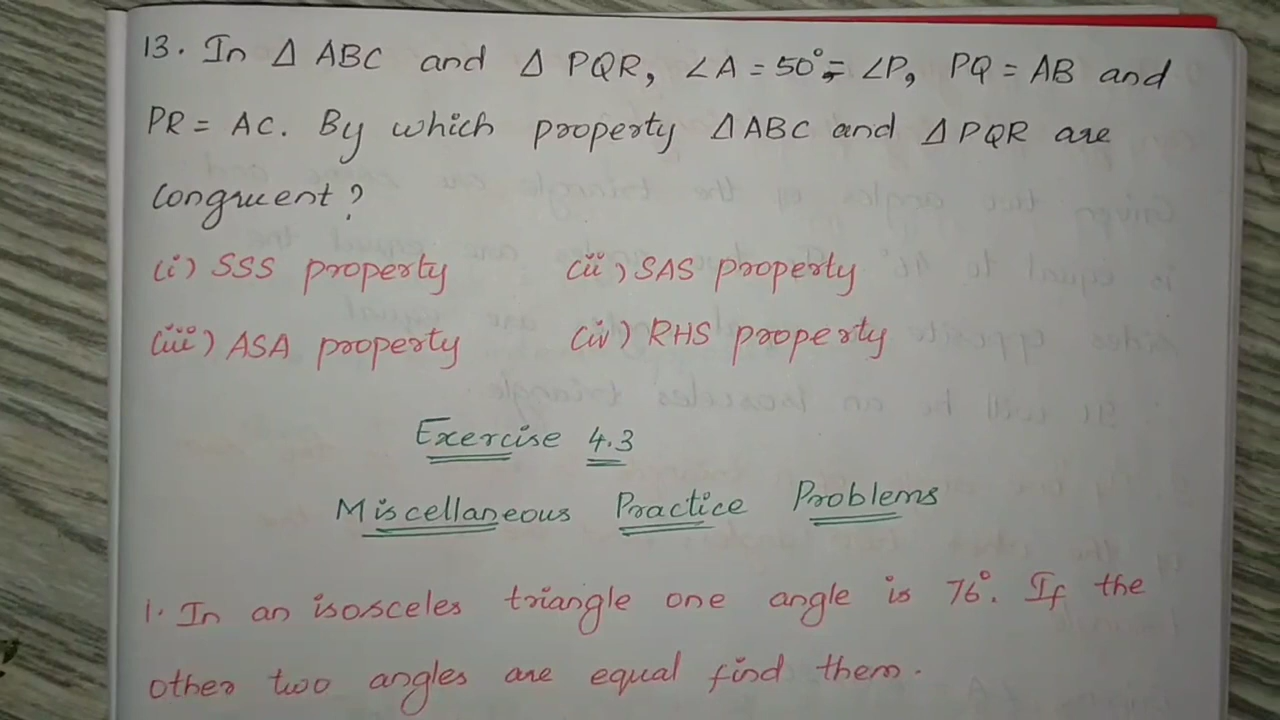 13. In Δ ABC and Δ PQR, ∠A = 50° = ∠P, PQ = AB and
PR = AC. By which property ΔABC and ΔPQR are
congruent?
(i) SSS property (ii) SAS property
(iii) ASA property (iv) RHS property
Exercise 4.3
Miscellaneous Practice Problems
1. In an isosceles triangle one angle is 76°. If the
other two angles are equal find them.